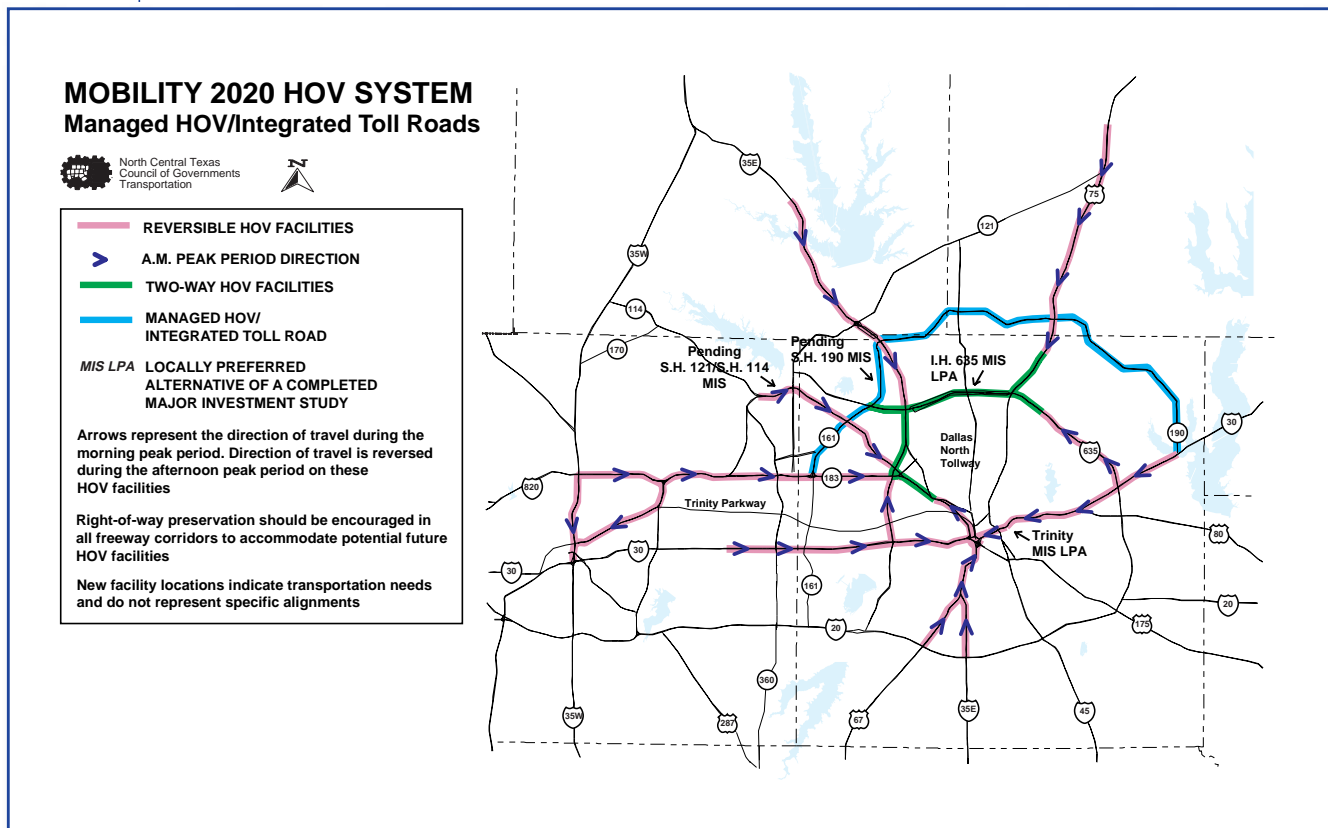 MOBILITY 2020 HOV SYSTEM
Managed HOV/Integrated Toll Roads
North Central Texas
Council of Governments
Transportation
N
REVERSIBLE HOV FACILITIES
A.M. PEAK PERIOD DIRECTION
TWO-WAY HOV FACILITIES
MANAGED HOV/
INTEGRATED TOLL ROAD
MIS LPA LOCALLY PREFERRED
ALTERNATIVE OF A COMPLETED
MAJOR INVESTMENT STUDY
Arrows represent the direction of travel during the
morning peak period. Direction of travel is reversed
during the afternoon peak period on these
HOV facilities
Right-of-way preservation should be encouraged in
all freeway corridors to accommodate potential future
HOV facilities
New facility locations indicate transportation needs
and do not represent specific alignments
35E
75
121
35W
114
170
Pending
S.H. 121/S.H. 114
MIS
Pending
S.H. 190 MIS
I.H. 635 MIS
LPA
161
190
30
Dallas
North
Tollway
635
183
820
Trinity Parkway
Trinity
MIS LPA
80
30
30
161
20
20
175
360
35W
287
67
35E
45